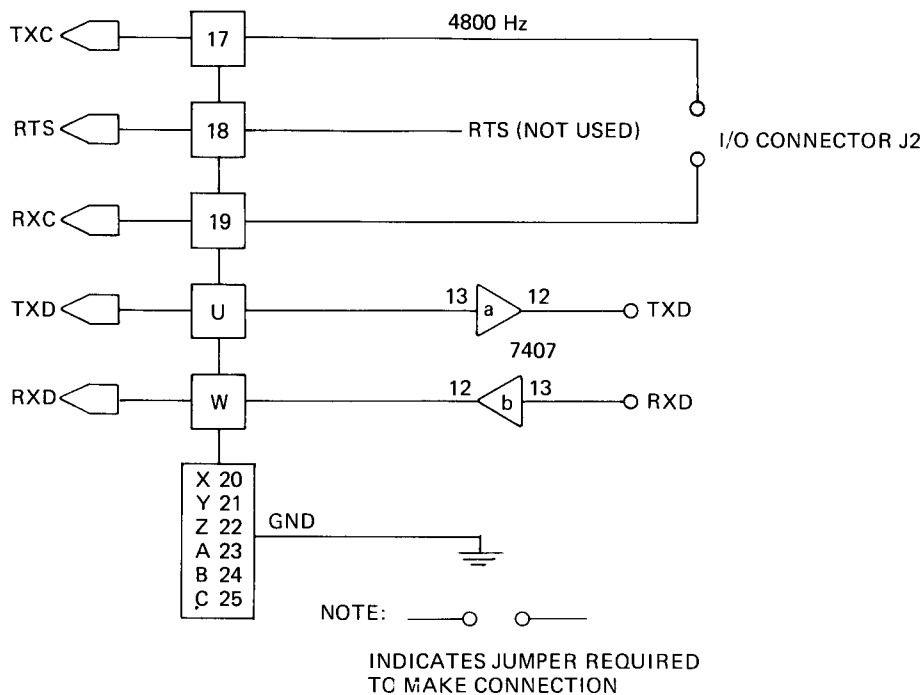 TXC 17 4800 Hz
RTS 18 RTS (NOT USED)
I/O CONNECTOR J2
RXC 19
TXD U 13 a 12 TXD
7407
RXD W 12 b 13 RXD
X 20
Y 21
Z 22 GND
A 23
B 24
C 25
NOTE:
INDICATES JUMPER REQUIRED
TO MAKE CONNECTION